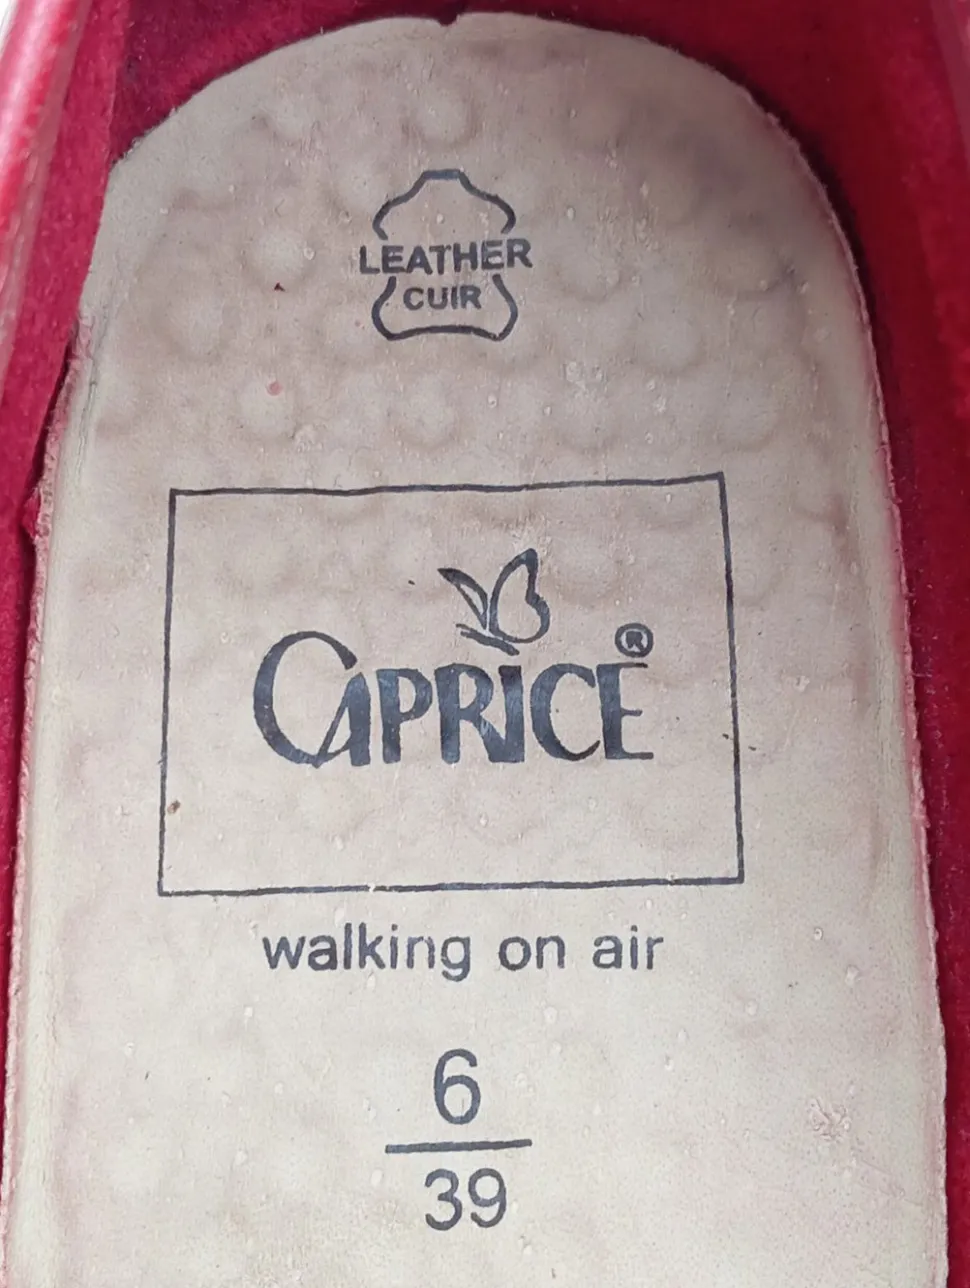 LEATHER
CUIR
CAPRICE®
walking on air
6
39